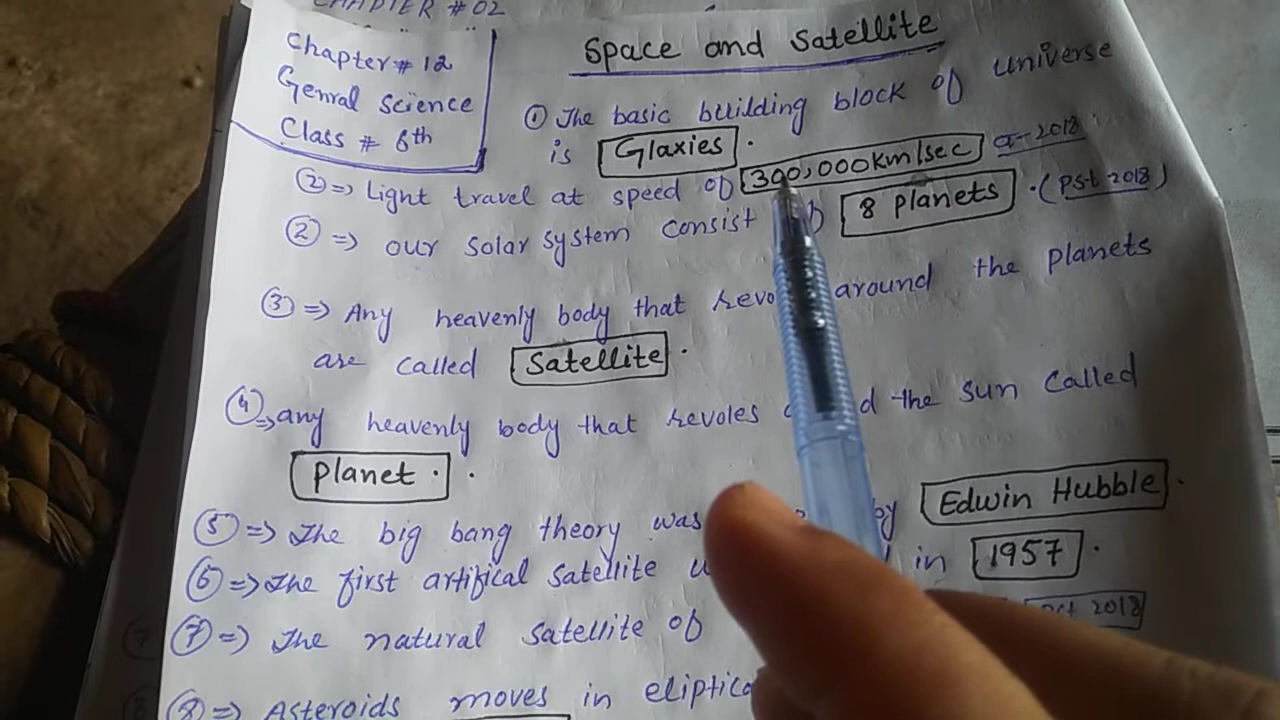 CHAPTER # 02
Chapter # 12
Genral Science
Class # 6th
Space and Satellite
① The basic building block of universe
is Glaxies .
② => Light travel at speed of 300,000km/sec
② => our solar system consist 8 planets . (Pst 2018)
③ => Any heavenly body that around the planets
are called Satellite .
④ => any heavenly body that revoles the sun called
Planet . .
⑤ => The big bang theory was by Edwin Hubble .
⑥ => The first artifical satellite in 1957 .
⑦ => The natural satellite of 2018
⑧ => Asteroids moves in